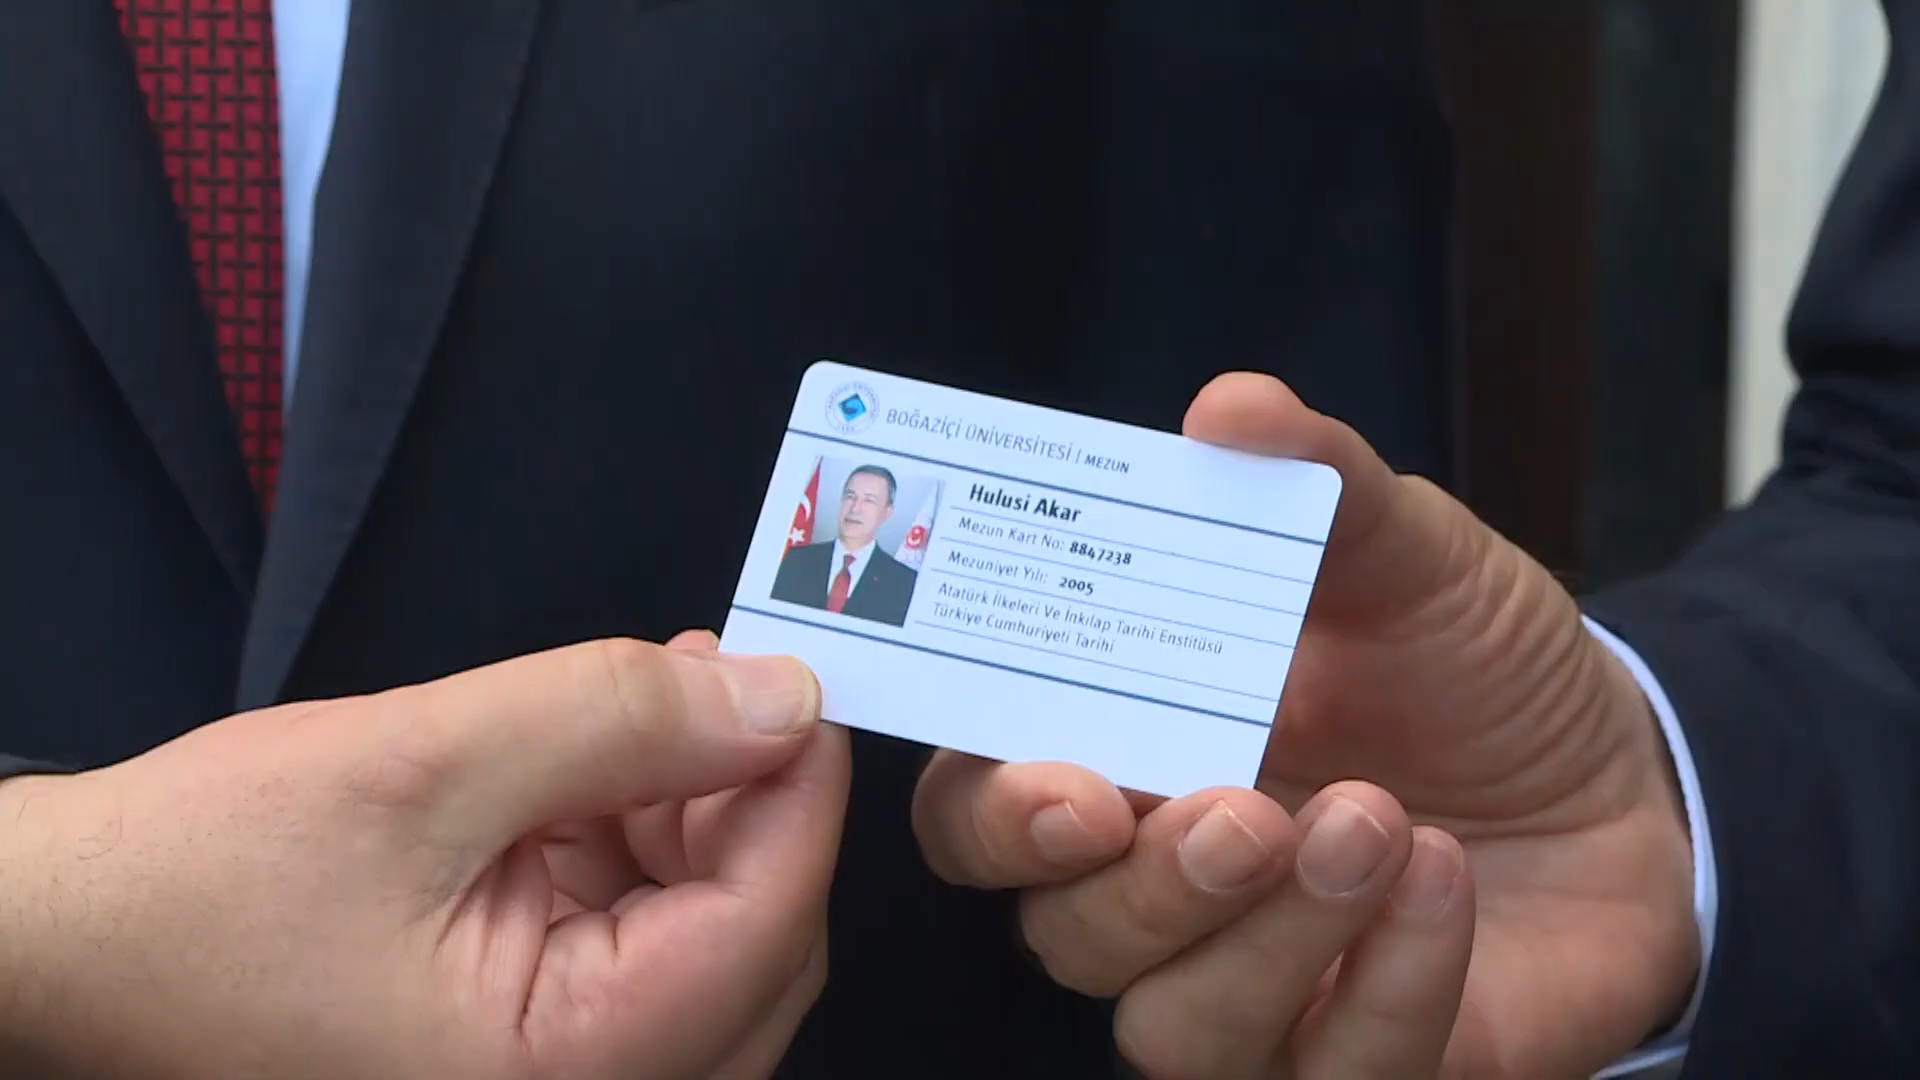 BOĞAZİÇİ ÜNİVERSİTESİ | MEZUN
Hulusi Akar
Mezun Kart No: 8847238
Mezuniyet Yılı: 2005
Atatürk İlkeleri Ve İnkılap Tarihi Enstitüsü
Türkiye Cumhuriyeti Tarihi